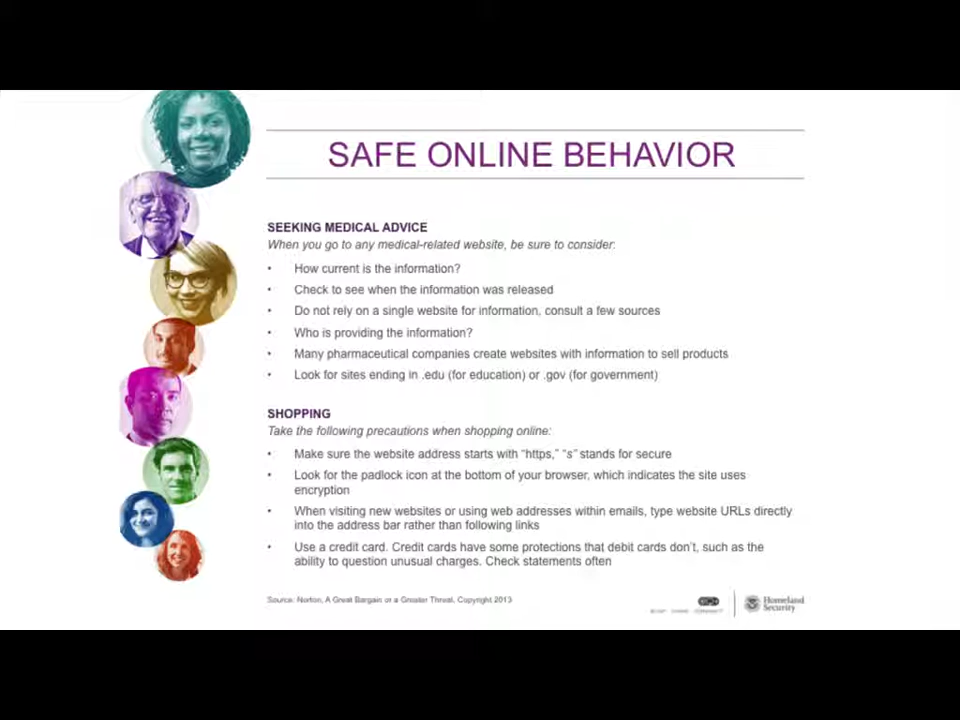 SAFE ONLINE BEHAVIOR
SEEKING MEDICAL ADVICE
When you go to any medical-related website, be sure to consider:
• How current is the information?
• Check to see when the information was released
• Do not rely on a single website for information, consult a few sources
• Who is providing the information?
• Many pharmaceutical companies create websites with information to sell products
• Look for sites ending in .edu (for education) or .gov (for government)
SHOPPING
Take the following precautions when shopping online:
• Make sure the website address starts with “https,” “s” stands for secure
• Look for the padlock icon at the bottom of your browser, which indicates the site uses
encryption
• When visiting new websites or using web addresses within emails, type website URLs directly
into the address bar rather than following links
• Use a credit card. Credit cards have some protections that debit cards don’t, such as the
ability to question unusual charges. Check statements often
Source: Norton, A Great Bargain or a Greater Threat, Copyright 2013
Homeland
Security